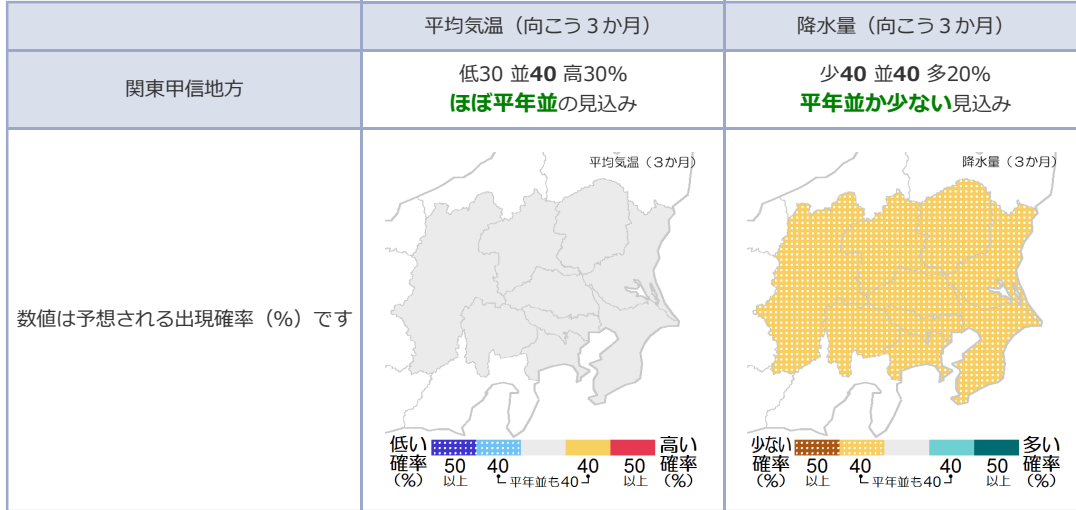 平均気温（向こう３か月）
降水量（向こう３か月）
関東甲信地方
低30 並40 高30%
ほぼ平年並の見込み
少40 並40 多20%
平年並か少ない見込み
数値は予想される出現確率（%）です
平均気温（３か月）
低い
確率
（%）
50
以上
40
平年並も40
40
50
以上
高い
確率
（%）
降水量（３か月）
少ない
確率
（%）
50
以上
40
平年並も40
40
50
以上
多い
確率
（%）